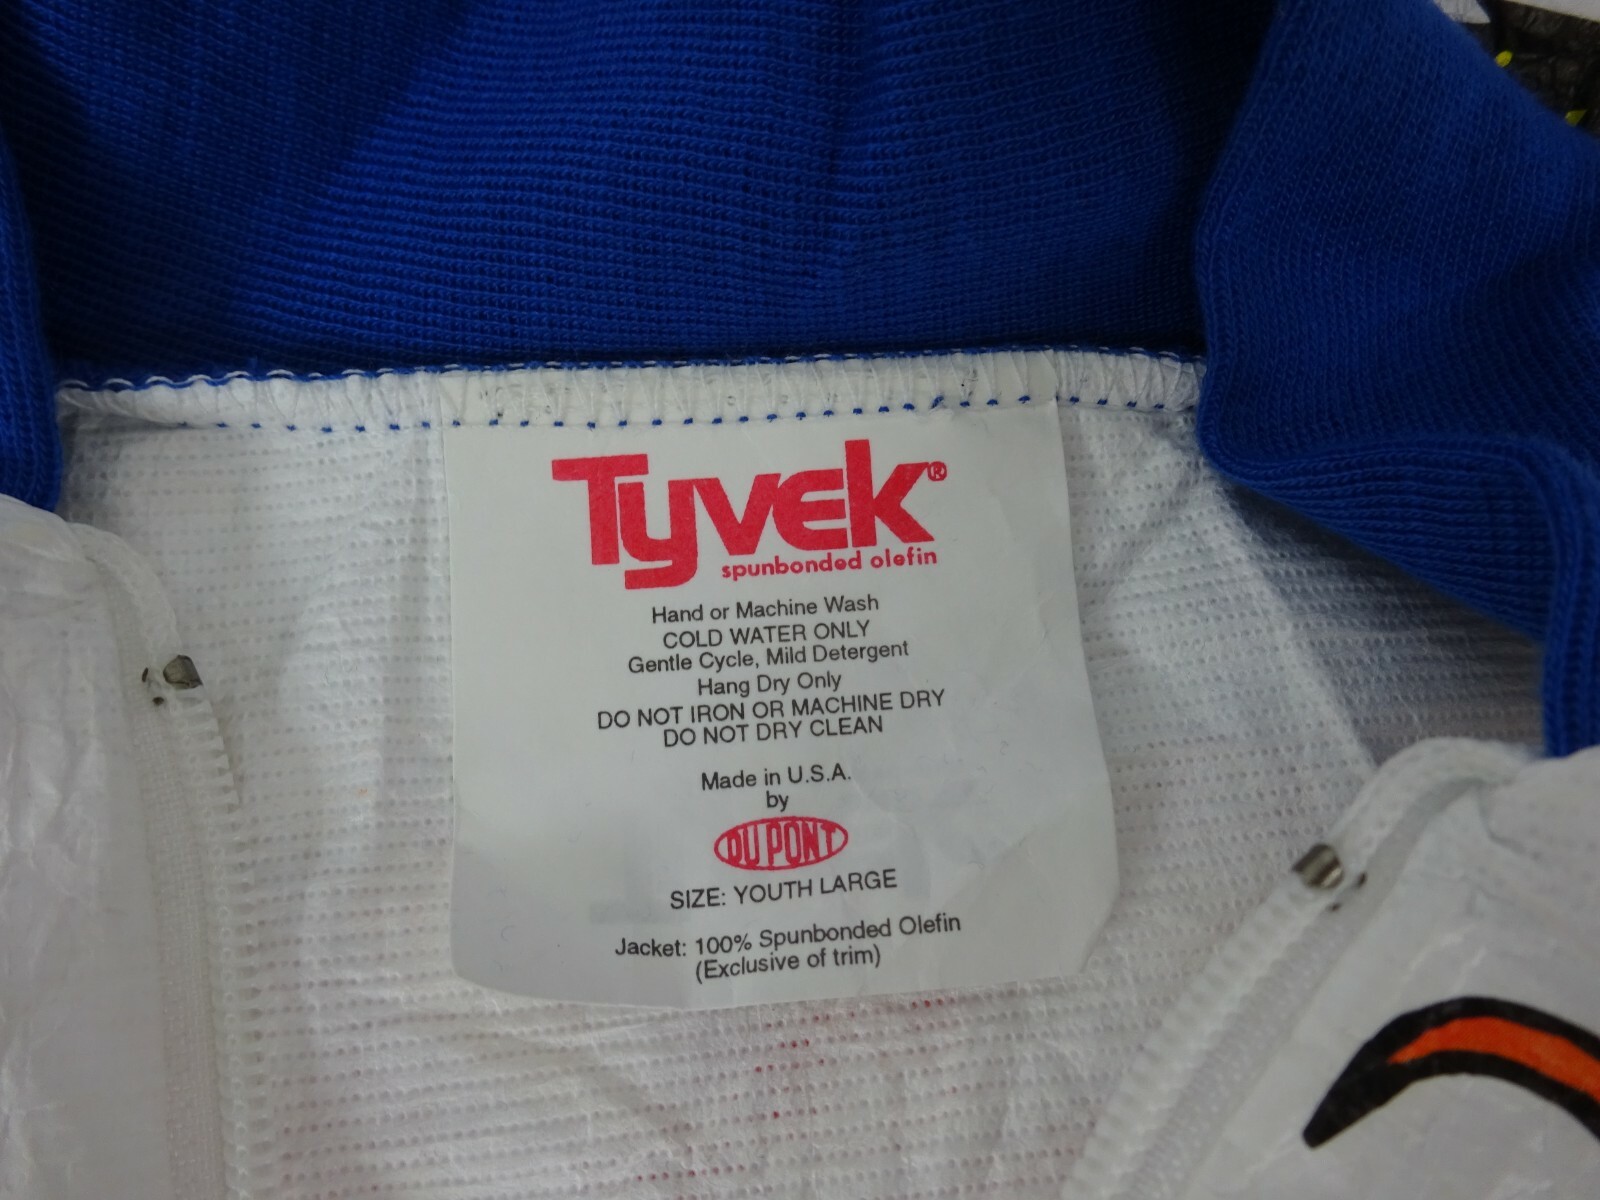 Tyvek®
spunbonded olefin
Hand or Machine Wash
COLD WATER ONLY
Gentle Cycle, Mild Detergent
Hang Dry Only
DO NOT IRON OR MACHINE DRY
DO NOT DRY CLEAN
Made in U.S.A.
by
DU PONT
SIZE: YOUTH LARGE
Jacket: 100% Spunbonded Olefin
(Exclusive of trim)